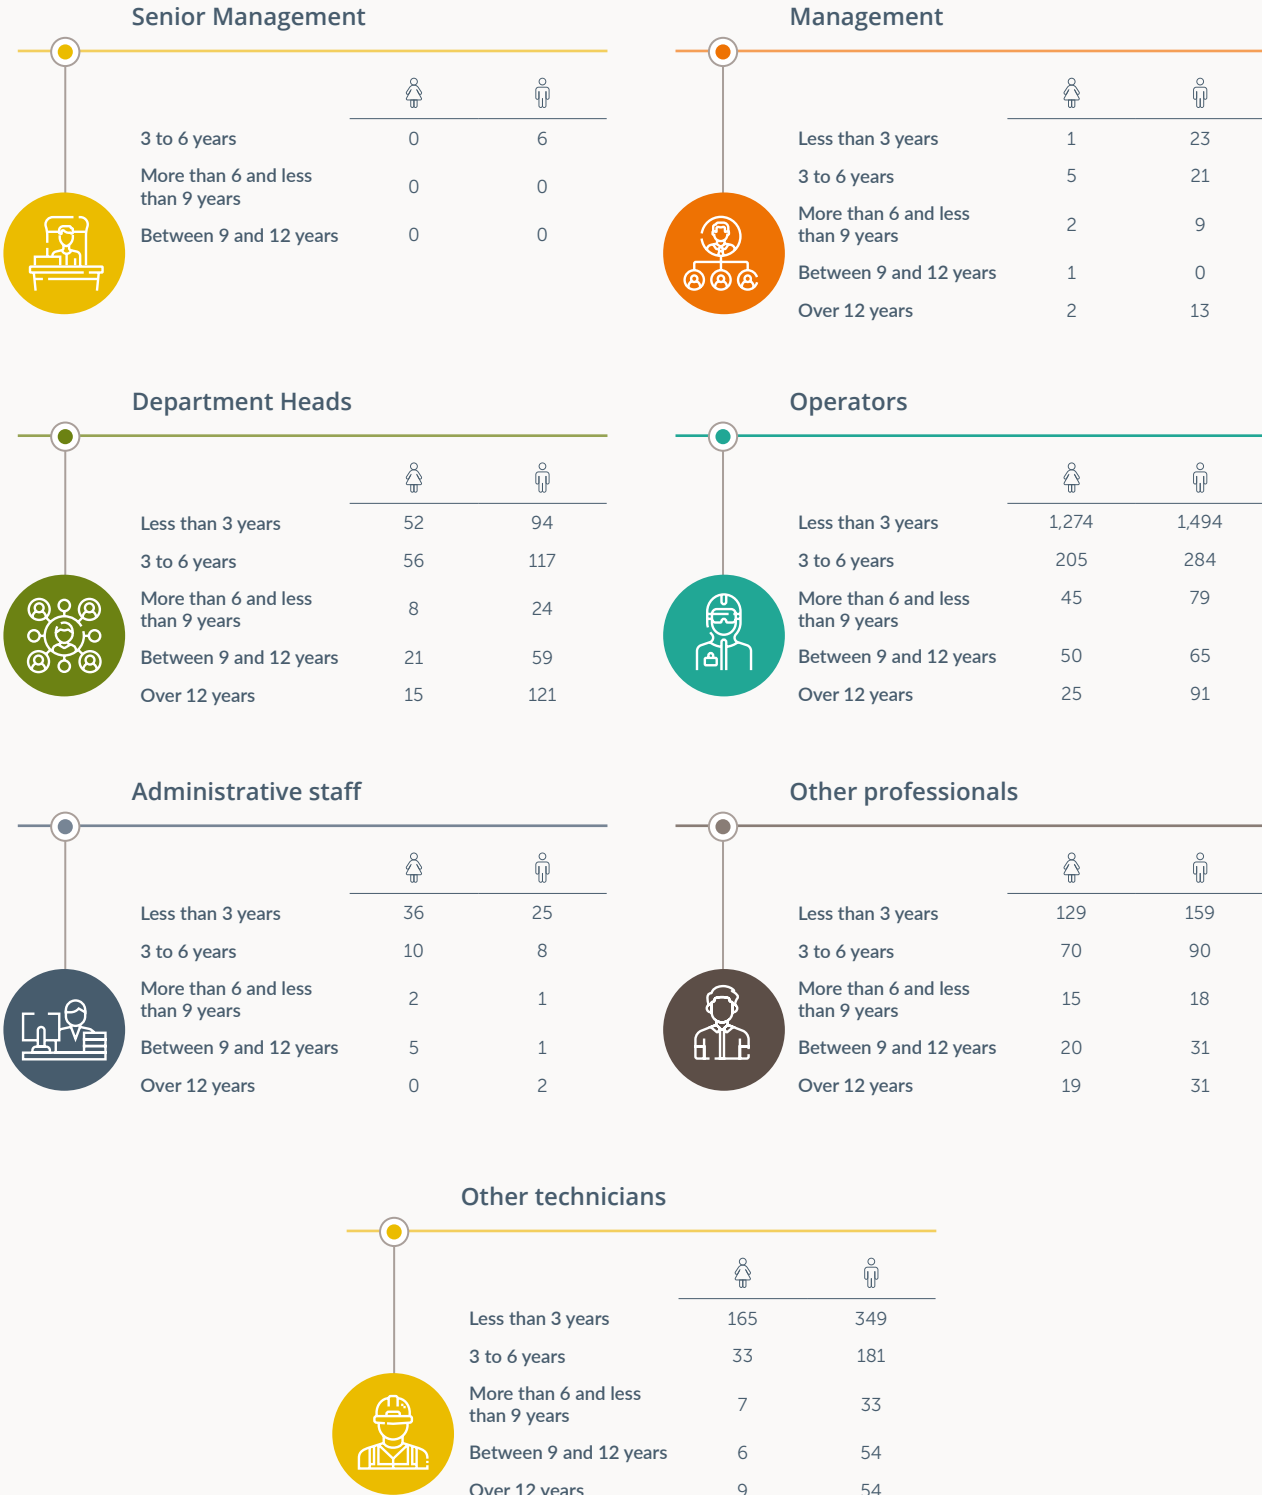 Senior Management
3 to 6 years 0 6
More than 6 and less
than 9 years 0 0
Between 9 and 12 years 0 0
Management
Less than 3 years 1 23
3 to 6 years 5 21
More than 6 and less
than 9 years 2 9
Between 9 and 12 years 1 0
Over 12 years 2 13
Department Heads
Less than 3 years 52 94
3 to 6 years 56 117
More than 6 and less
than 9 years 8 24
Between 9 and 12 years 21 59
Over 12 years 15 121
Operators
Less than 3 years 1,274 1,494
3 to 6 years 205 284
More than 6 and less 45 79
than 9 years
Between 9 and 12 years 50 65
Over 12 years 25 91
Administrative staff
Less than 3 years 36 25
3 to 6 years 10 8
More than 6 and less
than 9 years 2 1
Between 9 and 12 years 5 1
Over 12 years 0 2
Other professionals
Less than 3 years 129 159
3 to 6 years 70 90
More than 6 and less
than 9 years 15 18
Between 9 and 12 years 20 31
Over 12 years 19 31
Other technicians
Less than 3 years 165 349
3 to 6 years 33 181
More than 6 and less
than 9 years 7 33
Between 9 and 12 years 6 54
Over 12 years 9 54